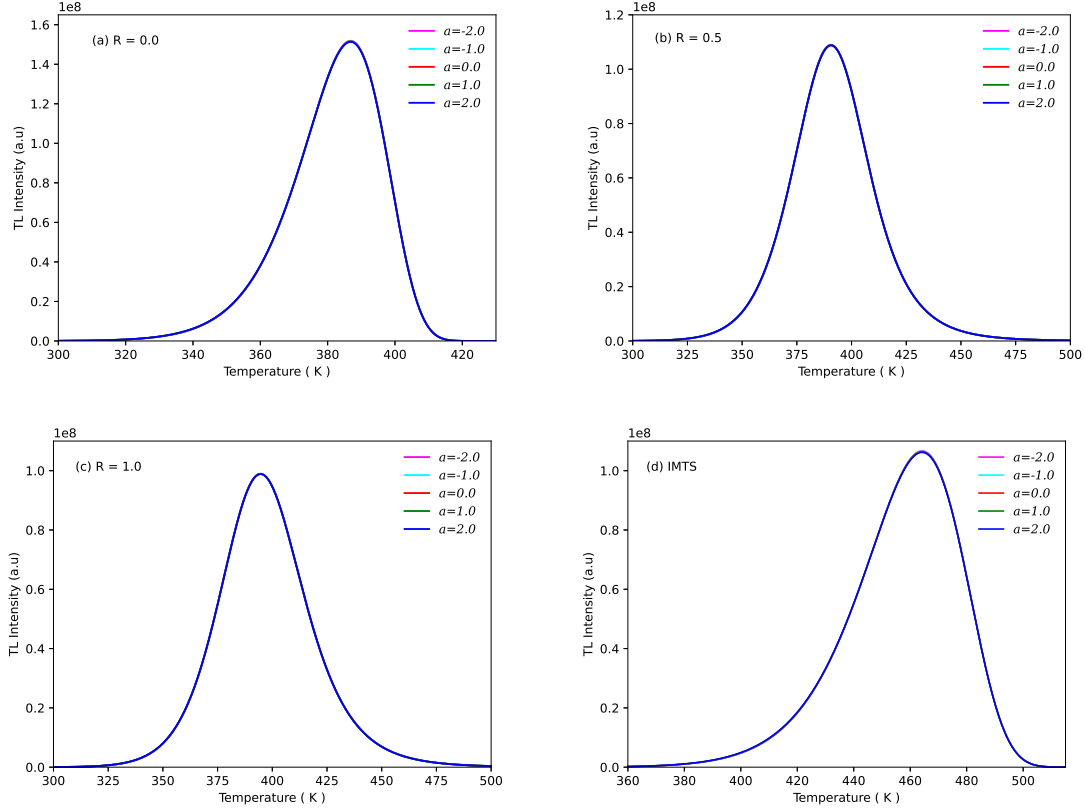 1e8
(a) R = 0.0
a=-2.0
a=-1.0
a=0.0
a=1.0
a=2.0
1.6
1.4
1.2
1.0
0.8
0.6
0.4
0.2
0.0
TL Intensity (a.u)
300 320 340 360 380 400 420
Temperature ( K )
1e8
(b) R = 0.5
a=-2.0
a=-1.0
a=0.0
a=1.0
a=2.0
1.2
1.0
0.8
0.6
0.4
0.2
0.0
TL Intensity (a.u)
300 325 350 375 400 425 450 475 500
Temperature ( K )
1e8
(c) R = 1.0
a=-2.0
a=-1.0
a=0.0
a=1.0
a=2.0
1.0
0.8
0.6
0.4
0.2
0.0
TL Intensity (a.u)
300 325 350 375 400 425 450 475 500
Temperature ( K )
1e8
(d) IMTS
a=-2.0
a=-1.0
a=0.0
a=1.0
a=2.0
1.0
0.8
0.6
0.4
0.2
0.0
TL Intensity (a.u)
360 380 400 420 440 460 480 500
Temperature ( K )